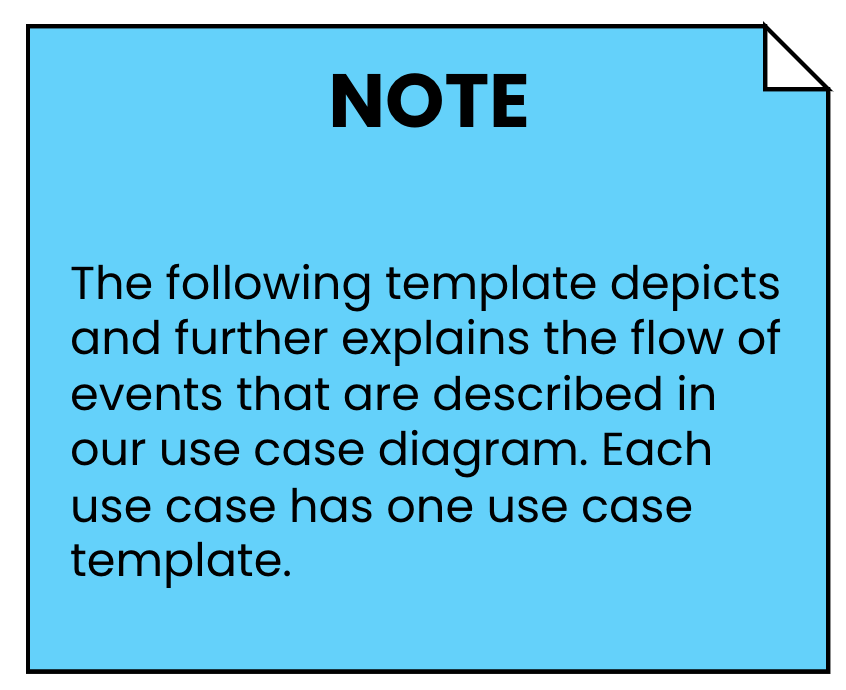 NOTE
The following template depicts
and further explains the flow of
events that are described in
our use case diagram. Each
use case has one use case
template.